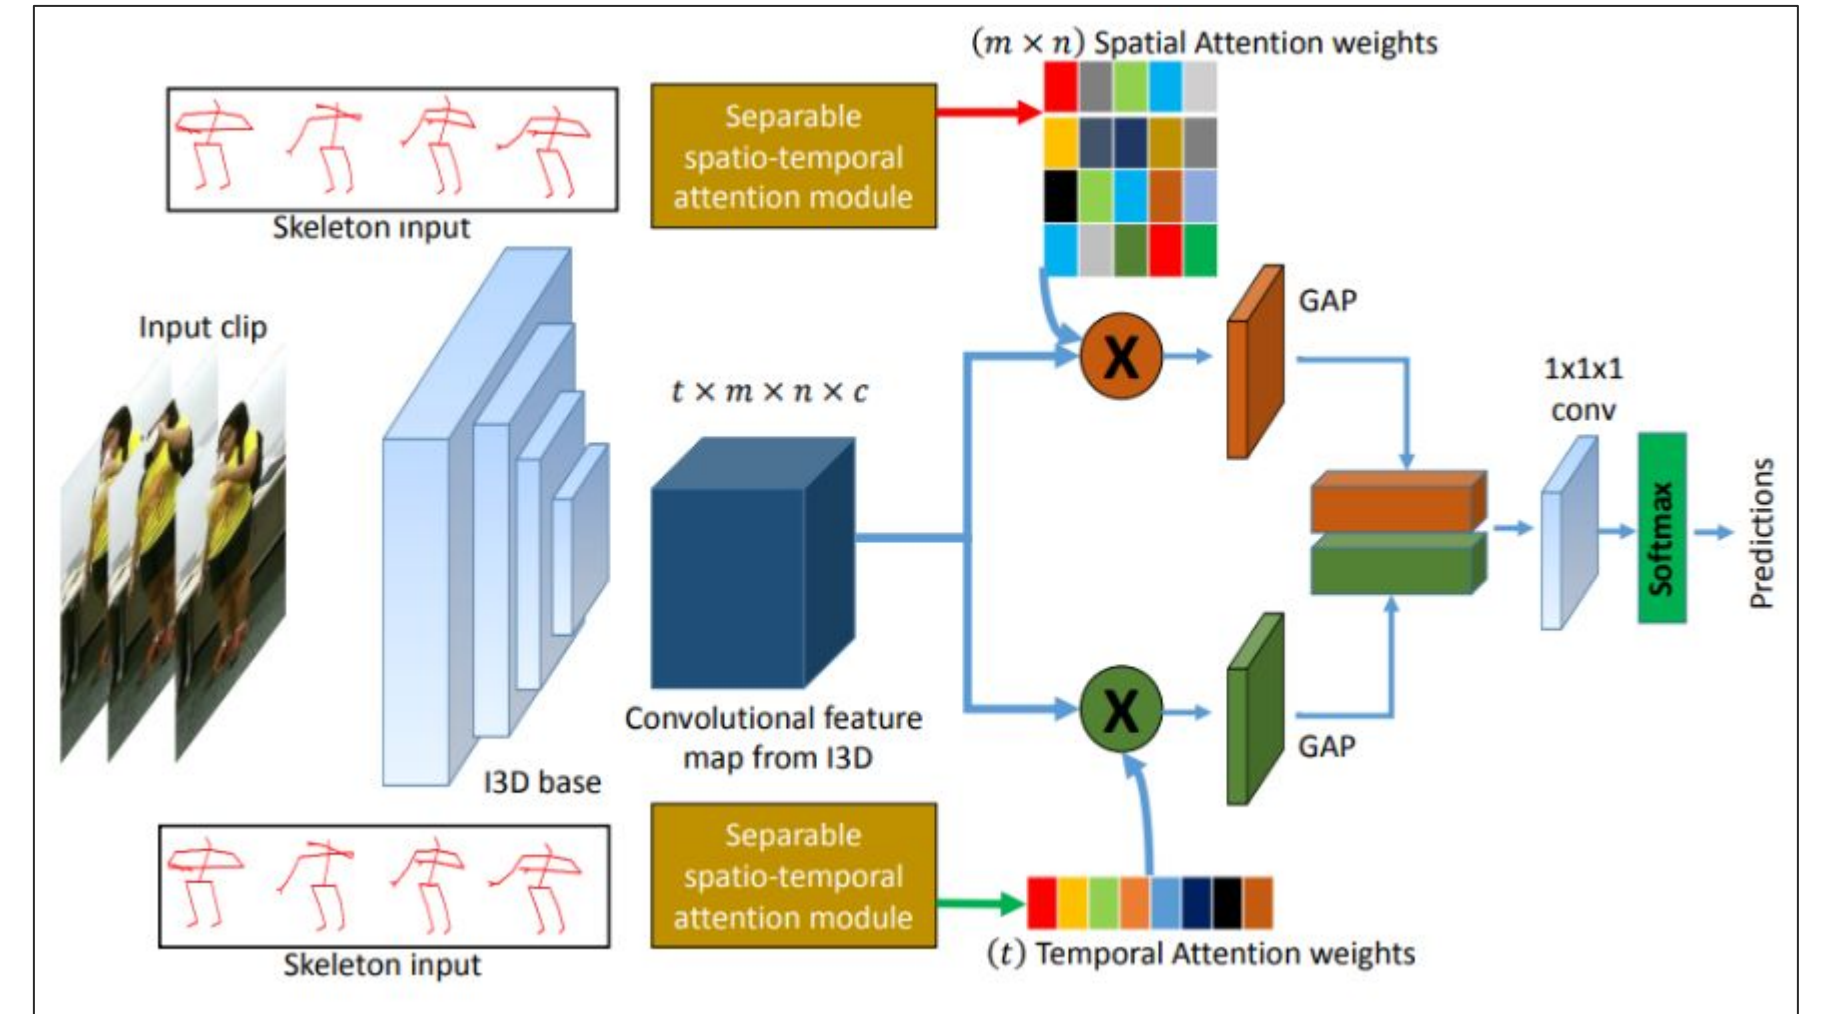 (m × n) Spatial Attention weights
Separable
spatio-temporal
attention module
Skeleton input
Input clip
GAP
t × m × n × c
X
1x1x1
conv
Softmax
Predictions
X
Convolutional feature
map from I3D
GAP
I3D base
Separable
spatio-temporal
attention module
(t) Temporal Attention weights
Skeleton input